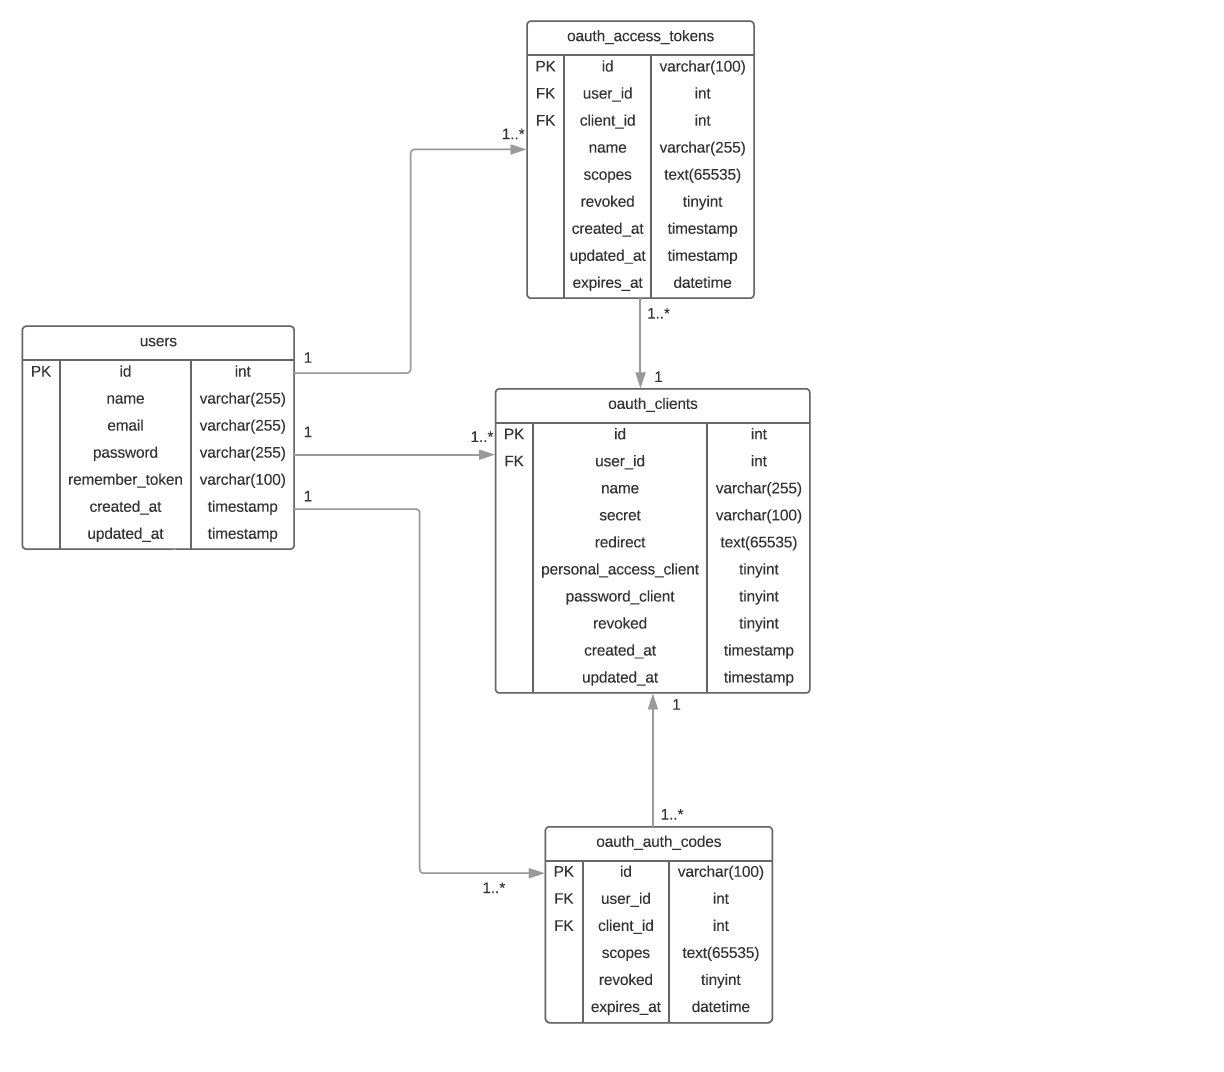 oauth_access_tokens
PK id varchar(100)
FK user_id int
FK client_id int
name varchar(255)
scopes text(65535)
revoked tinyint
created_at timestamp
updated_at timestamp
expires_at datetime
1..*
1..*
users
PK id int
name varchar(255)
email varchar(255)
password varchar(255)
remember_token varchar(100)
created_at timestamp
updated_at timestamp
1
1
1
1
1..*
oauth_clients
PK id int
FK user_id int
name varchar(255)
secret varchar(100)
redirect text(65535)
personal_access_client tinyint
password_client tinyint
revoked tinyint
created_at timestamp
updated_at timestamp
1
1..*
1..*
oauth_auth_codes
PK id varchar(100)
FK user_id int
FK client_id int
scopes text(65535)
revoked tinyint
expires_at datetime